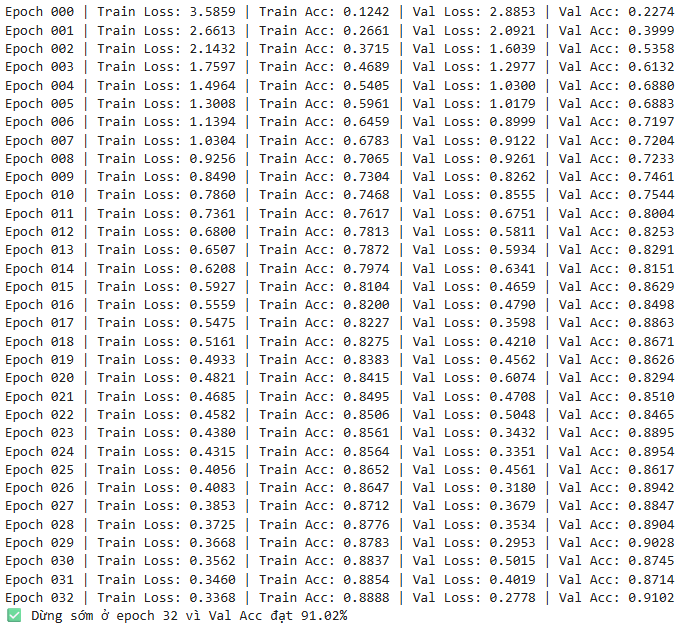 Epoch 000 | Train Loss: 3.5859 | Train Acc: 0.1242 | Val Loss: 2.8853 | Val Acc: 0.2274
Epoch 001 | Train Loss: 2.6613 | Train Acc: 0.2661 | Val Loss: 2.0921 | Val Acc: 0.3999
Epoch 002 | Train Loss: 2.1432 | Train Acc: 0.3715 | Val Loss: 1.6039 | Val Acc: 0.5358
Epoch 003 | Train Loss: 1.7597 | Train Acc: 0.4689 | Val Loss: 1.2977 | Val Acc: 0.6132
Epoch 004 | Train Loss: 1.4964 | Train Acc: 0.5405 | Val Loss: 1.0300 | Val Acc: 0.6880
Epoch 005 | Train Loss: 1.3008 | Train Acc: 0.5961 | Val Loss: 1.0179 | Val Acc: 0.6883
Epoch 006 | Train Loss: 1.1394 | Train Acc: 0.6459 | Val Loss: 0.8999 | Val Acc: 0.7197
Epoch 007 | Train Loss: 1.0304 | Train Acc: 0.6783 | Val Loss: 0.9122 | Val Acc: 0.7204
Epoch 008 | Train Loss: 0.9256 | Train Acc: 0.7065 | Val Loss: 0.9261 | Val Acc: 0.7233
Epoch 009 | Train Loss: 0.8490 | Train Acc: 0.7304 | Val Loss: 0.8262 | Val Acc: 0.7461
Epoch 010 | Train Loss: 0.7860 | Train Acc: 0.7468 | Val Loss: 0.8555 | Val Acc: 0.7544
Epoch 011 | Train Loss: 0.7361 | Train Acc: 0.7617 | Val Loss: 0.6751 | Val Acc: 0.8004
Epoch 012 | Train Loss: 0.6800 | Train Acc: 0.7813 | Val Loss: 0.5811 | Val Acc: 0.8253
Epoch 013 | Train Loss: 0.6507 | Train Acc: 0.7872 | Val Loss: 0.5934 | Val Acc: 0.8291
Epoch 014 | Train Loss: 0.6208 | Train Acc: 0.7974 | Val Loss: 0.6341 | Val Acc: 0.8151
Epoch 015 | Train Loss: 0.5927 | Train Acc: 0.8104 | Val Loss: 0.4659 | Val Acc: 0.8629
Epoch 016 | Train Loss: 0.5559 | Train Acc: 0.8200 | Val Loss: 0.4790 | Val Acc: 0.8498
Epoch 017 | Train Loss: 0.5475 | Train Acc: 0.8227 | Val Loss: 0.3598 | Val Acc: 0.8863
Epoch 018 | Train Loss: 0.5161 | Train Acc: 0.8275 | Val Loss: 0.4210 | Val Acc: 0.8671
Epoch 019 | Train Loss: 0.4933 | Train Acc: 0.8383 | Val Loss: 0.4562 | Val Acc: 0.8626
Epoch 020 | Train Loss: 0.4821 | Train Acc: 0.8415 | Val Loss: 0.6074 | Val Acc: 0.8294
Epoch 021 | Train Loss: 0.4685 | Train Acc: 0.8495 | Val Loss: 0.4708 | Val Acc: 0.8510
Epoch 022 | Train Loss: 0.4582 | Train Acc: 0.8506 | Val Loss: 0.5048 | Val Acc: 0.8465
Epoch 023 | Train Loss: 0.4380 | Train Acc: 0.8561 | Val Loss: 0.3432 | Val Acc: 0.8895
Epoch 024 | Train Loss: 0.4315 | Train Acc: 0.8564 | Val Loss: 0.3351 | Val Acc: 0.8954
Epoch 025 | Train Loss: 0.4056 | Train Acc: 0.8652 | Val Loss: 0.4561 | Val Acc: 0.8617
Epoch 026 | Train Loss: 0.4083 | Train Acc: 0.8647 | Val Loss: 0.3180 | Val Acc: 0.8942
Epoch 027 | Train Loss: 0.3853 | Train Acc: 0.8712 | Val Loss: 0.3679 | Val Acc: 0.8847
Epoch 028 | Train Loss: 0.3725 | Train Acc: 0.8776 | Val Loss: 0.3534 | Val Acc: 0.8904
Epoch 029 | Train Loss: 0.3668 | Train Acc: 0.8783 | Val Loss: 0.2953 | Val Acc: 0.9028
Epoch 030 | Train Loss: 0.3562 | Train Acc: 0.8837 | Val Loss: 0.5015 | Val Acc: 0.8745
Epoch 031 | Train Loss: 0.3460 | Train Acc: 0.8854 | Val Loss: 0.4019 | Val Acc: 0.8714
Epoch 032 | Train Loss: 0.3368 | Train Acc: 0.8888 | Val Loss: 0.2778 | Val Acc: 0.9102
✅ Dừng sớm ở epoch 32 vì Val Acc đạt 91.02%